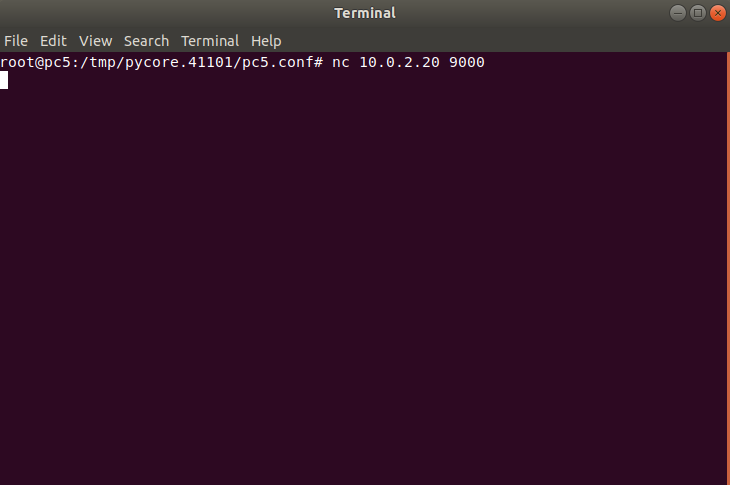 Terminal
File Edit View Search Terminal Help
root@pc5:/tmp/pycore.41101/pc5.conf# nc 10.0.2.20 9000